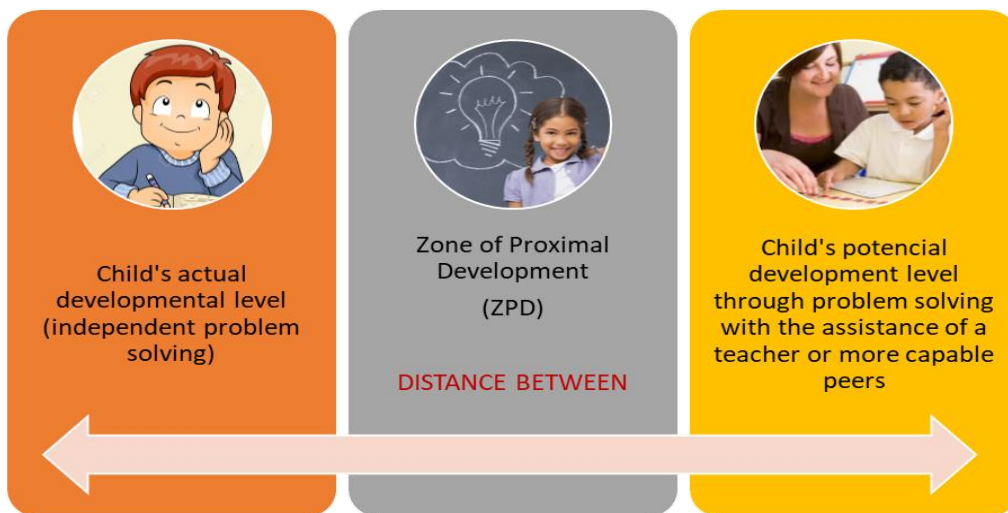 Child's actual
developmental level
(independent problem
solving)
Zone of Proximal
Development
(ZPD)
DISTANCE BETWEEN
Child's potencial
development level
through problem solving
with the assistance of a
teacher or more capable
peers